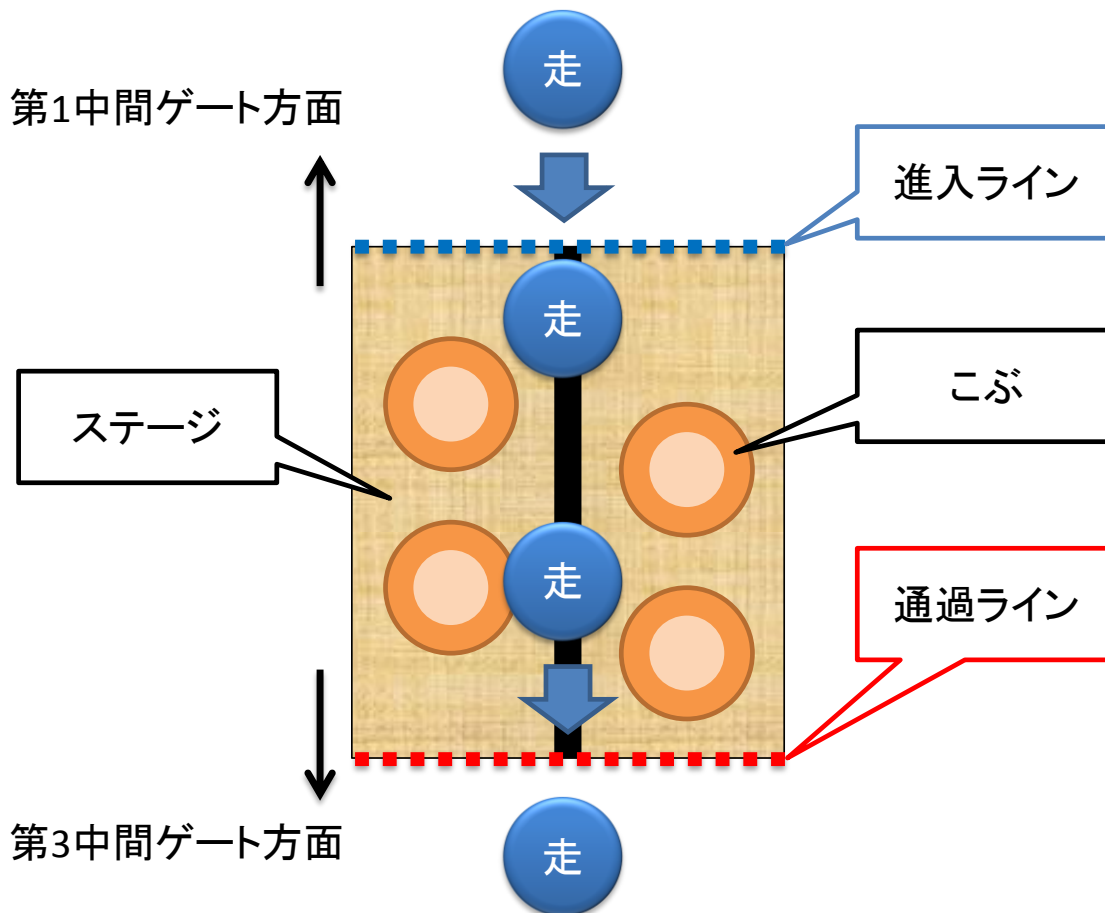 走
第1中間ゲート方面
進入ライン
走
こぶ
ステージ
走
通過ライン
第3中間ゲート方面
走